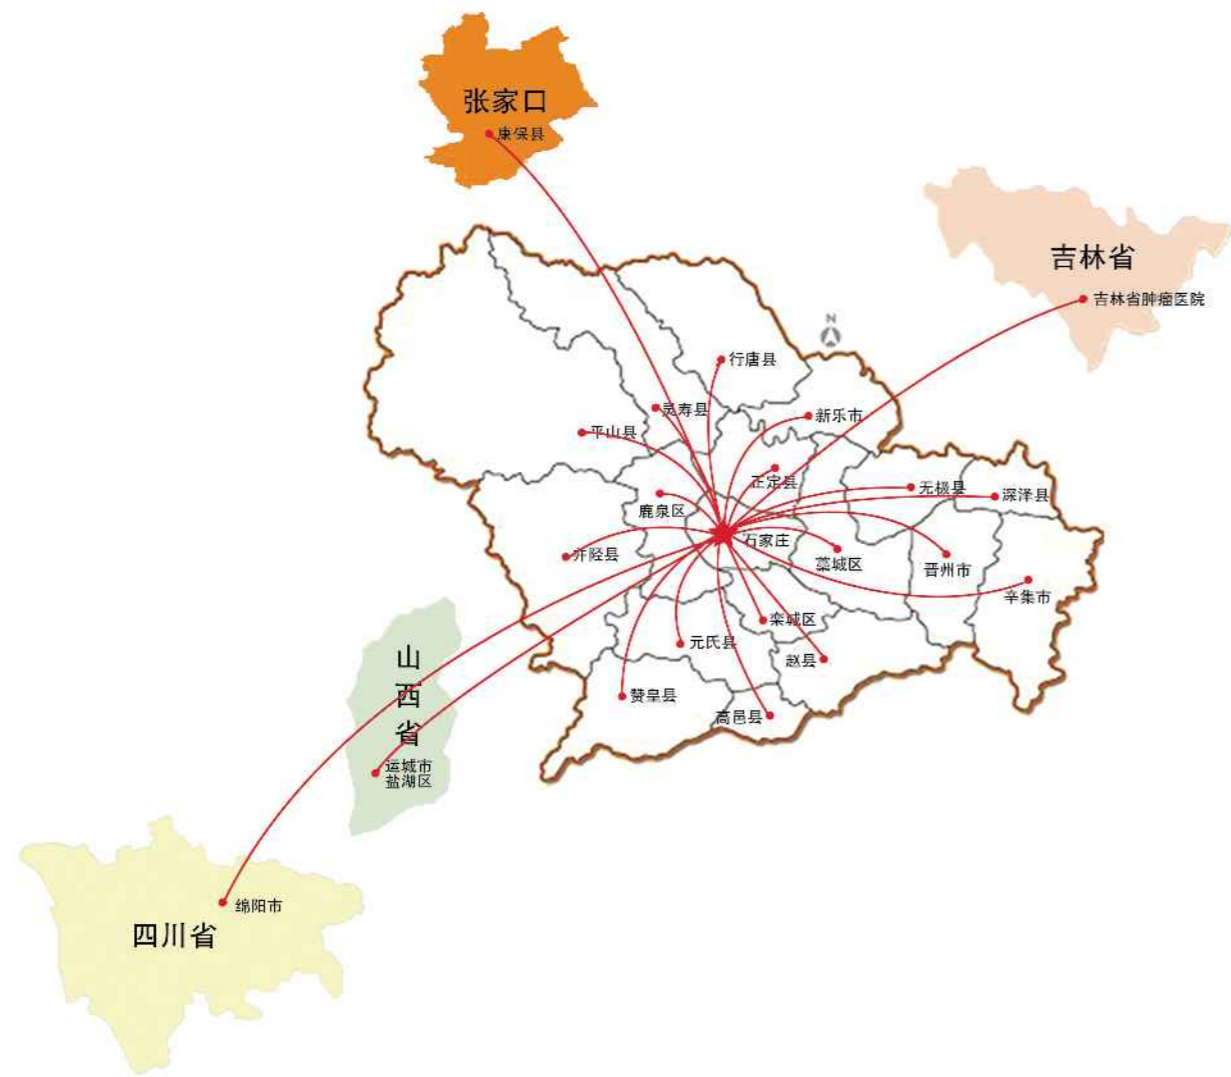 张家口
康保县
吉林省
吉林省肿瘤医院
N
行唐县
灵寿县
新乐市
平山县
正定县
无极县
深泽县
鹿泉区
石家庄
井陉县
藁城区
晋州市
辛集市
栾城区
元氏县
赵县
赞皇县
高邑县
山西省
运城市
盐湖区
绵阳市
四川省